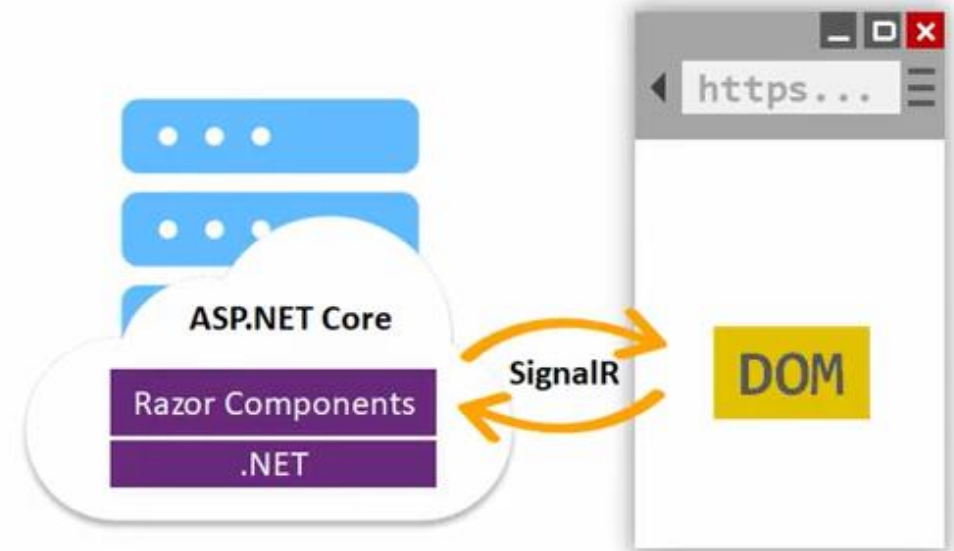 https...
ASP.NET Core
SignalR
DOM
Razor Components
.NET